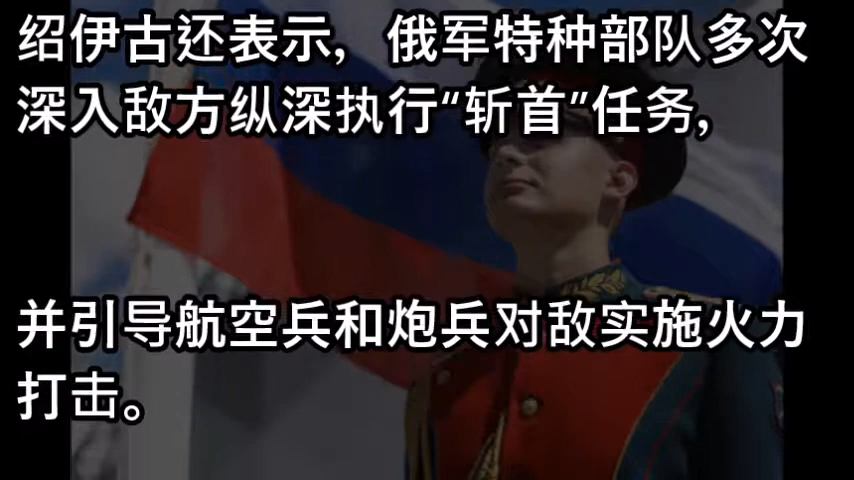 绍伊古还表示，俄军特种部队多次
深入敌方纵深执行“斩首”任务，
并引导航空兵和炮兵对敌实施火力
打击。